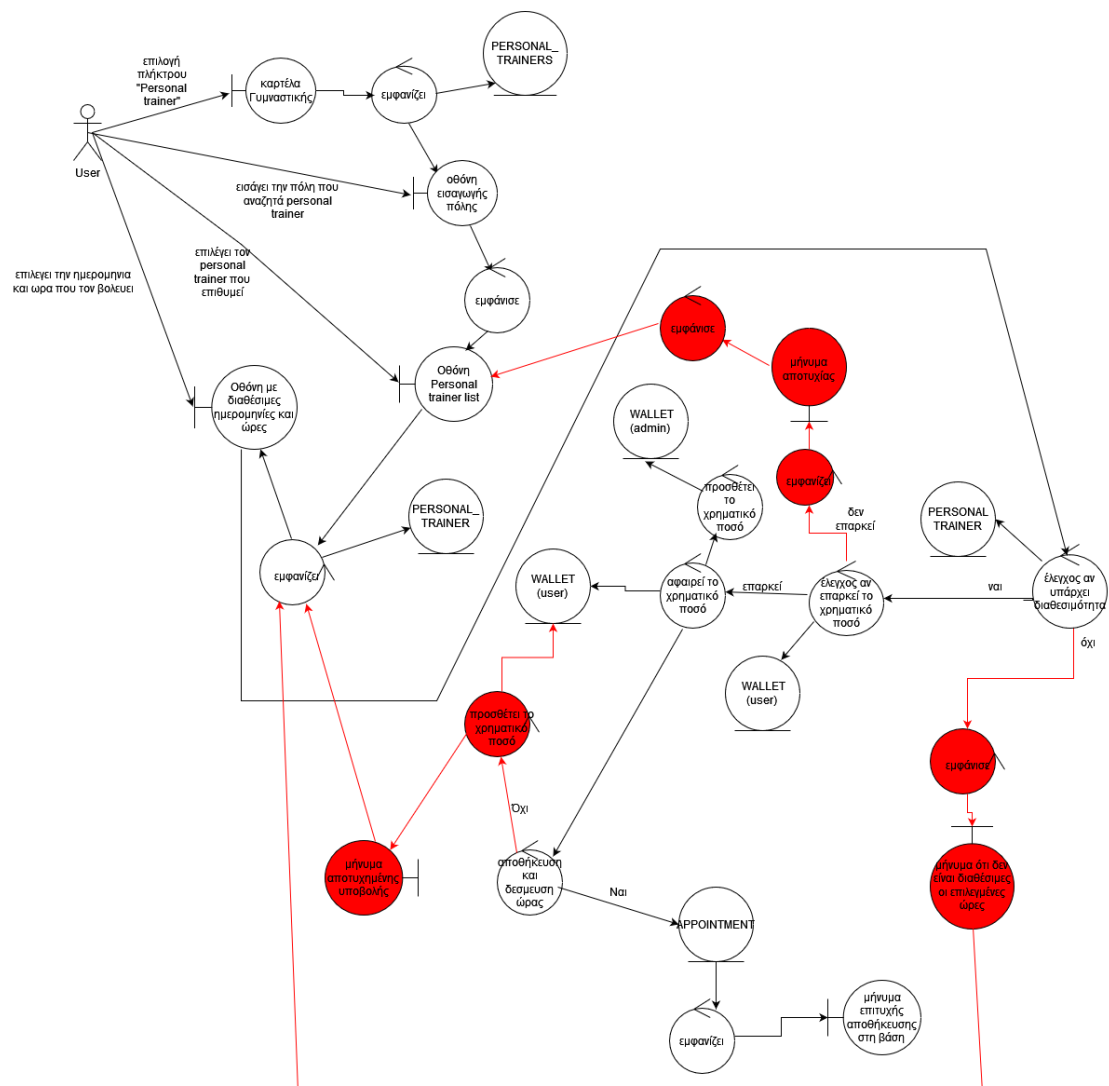 επιλογή
πλήκτρου
"Personal
trainer"
User
καρτέλα
Γυμναστικής
εμφανίζει
PERSONAL_
TRAINERS
εισάγει την πόλη που
αναζητά personal
trainer
οθόνη
εισαγωγής
πόλης
επιλέγει τον
personal
trainer που
επιθυμεί
επιλεγει την ημερομηνια
και ωρα που τον βολευει
εμφάνισε
Οθόνη
Personal
trainer list
Οθόνη με
διαθέσιμες
ημερομηνίες και
ώρες
εμφάνισε
μήνυμα
αποτυχίας
WALLET
(admin)
προσθέτει
το
χρηματικό
ποσό
εμφανίζει
δεν
επαρκεί
PERSONAL_
TRAINER
PERSONAL
TRAINER
εμφανίζει
WALLET
(user)
αφαιρεί το
χρηματικό
ποσό
επαρκεί
έλεγχος αν
επαρκεί το
χρηματικό
ποσό
ναι
έλεγχος αν
υπάρχει
διαθεσιμότητα
όχι
WALLET
(user)
προσθέτει το
χρηματικό
ποσό
εμφάνισε
Όχι
μήνυμα
αποτυχημένης
υποβολής
αποθήκευση
και
δεσμευση
ώρας
Ναι
μήνυμα ότι δεν
είναι διαθέσιμες
οι επιλεγμένες
ώρες
APPOINTMENT
εμφανίζει
μήνυμα
επιτυχής
αποθήκευσης
στη βάση